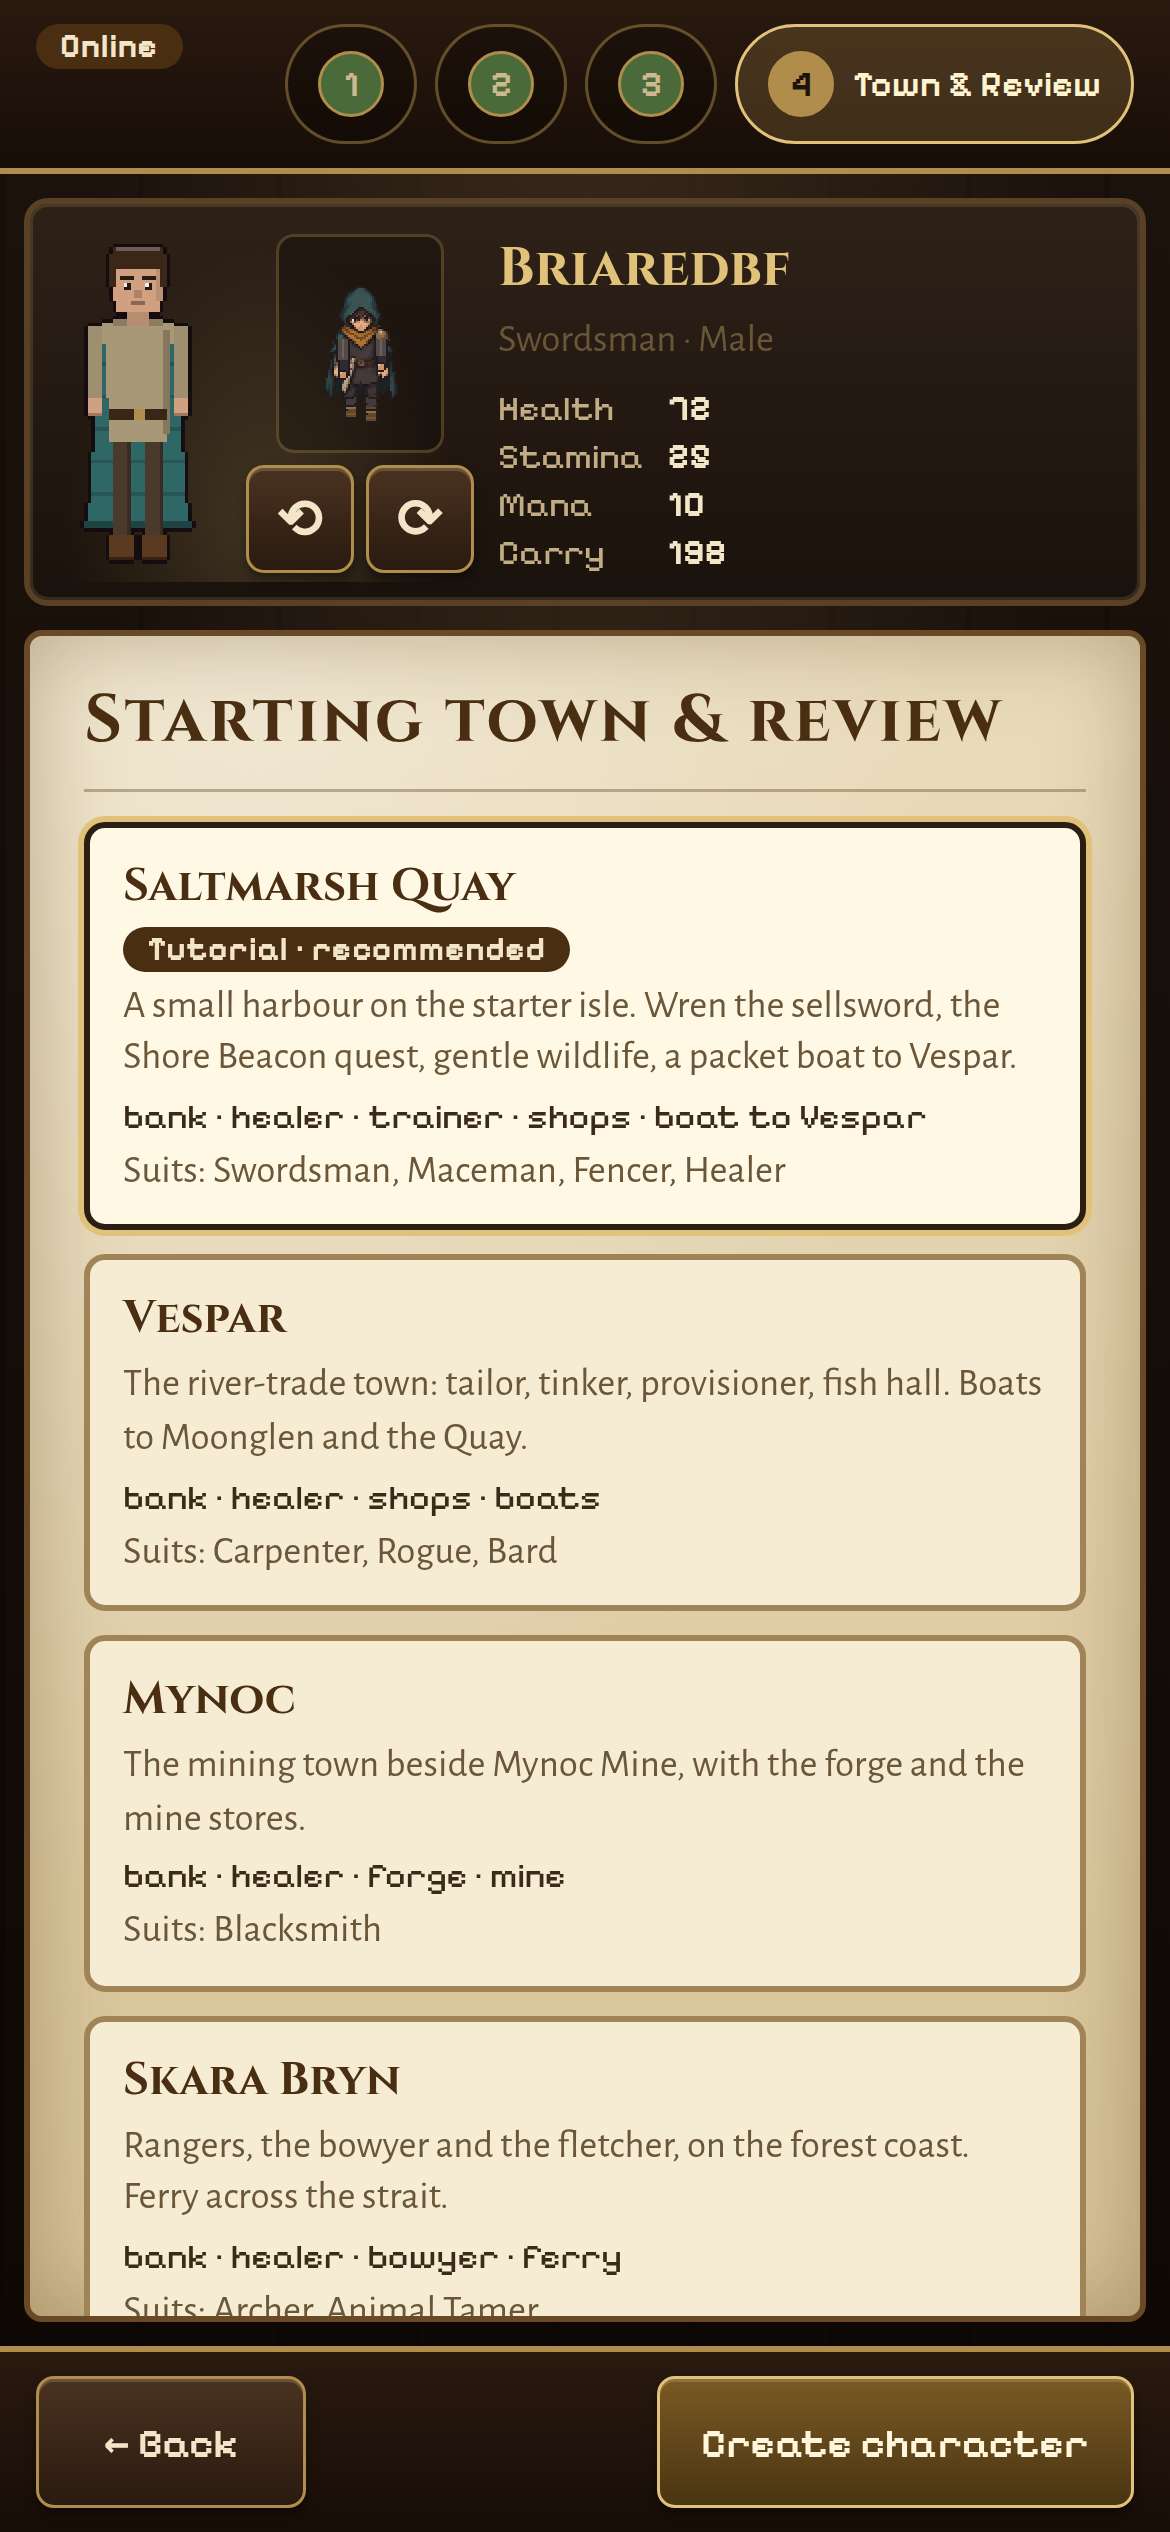 Online
1
2
3
4 Town & Review
Briaredbf
Swordsman · Male
Health 72
Stamina 29
Mana 10
Carry 198
Starting town & review
Saltmarsh Quay
Tutorial · recommended
A small harbour on the starter isle. Wren the sellsword, the
Shore Beacon quest, gentle wildlife, a packet boat to Vespar.
bank · healer · trainer · shops · boat to Vespar
Suits: Swordsman, Maceman, Fencer, Healer
Vespar
The river-trade town: tailor, tinker, provisioner, fish hall. Boats
to Moonglen and the Quay.
bank · healer · shops · boats
Suits: Carpenter, Rogue, Bard
Mynoc
The mining town beside Mynoc Mine, with the forge and the
mine stores.
bank · healer · forge · mine
Suits: Blacksmith
Skara Bryn
Rangers, the bowyer and the fletcher, on the forest coast.
Ferry across the strait.
bank · healer · bowyer · ferry
Suits: Archer, Animal Tamer
← Back
Create character